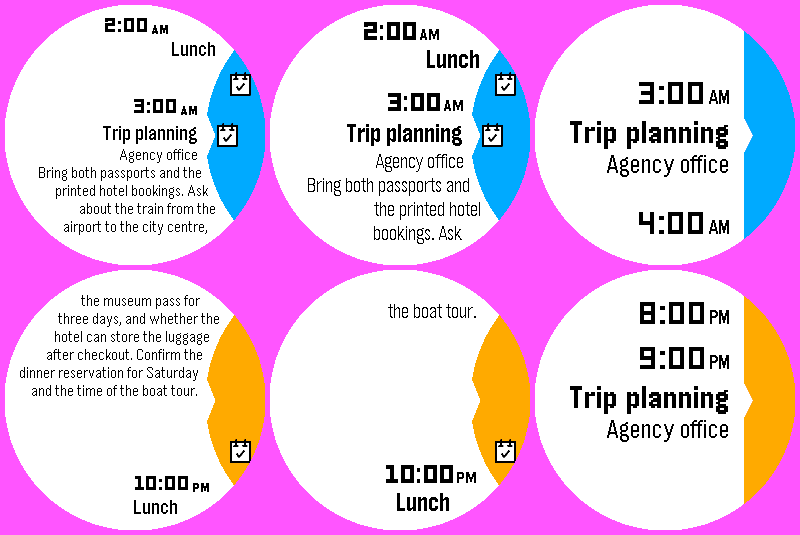 2:00 AM
Lunch
3:00 AM
Trip planning
Agency office
Bring both passports and the
printed hotel bookings. Ask
about the train from the
airport to the city centre,
2:00 AM
Lunch
3:00 AM
Trip planning
Agency office
Bring both passports and
the printed hotel
bookings. Ask
3:00 AM
Trip planning
Agency office
4:00 AM
the museum pass for
three days, and whether the
hotel can store the luggage
after checkout. Confirm the
dinner reservation for Saturday
and the time of the boat tour.
10:00 PM
Lunch
the boat tour.
10:00 PM
Lunch
8:00 PM
9:00 PM
Trip planning
Agency office